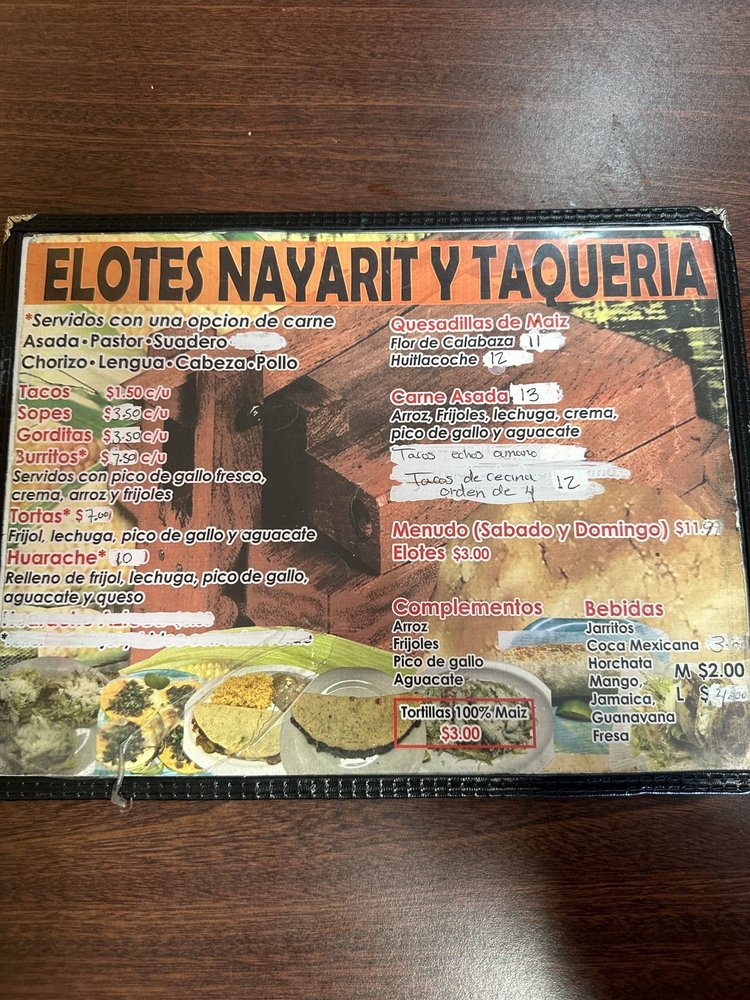 ELOTES NAYARIT Y TAQUERIA
*Servidos con una opcion de carne
Asada • Pastor • Suadero
Chorizo • Lengua • Cabeza • Pollo
Tacos $1.50 c/u
Sopes $3.50 c/u
Gorditas $3.50 c/u
Burritos* $7.50 c/u
Servidos con pico de gallo fresco,
crema, arroz y frijoles
Tortas* $7.00
Frijol, lechuga, pico de gallo y aguacate
Huarache* 10
Relleno de frijol, lechuga, pico de gallo,
aguacate y queso
Quesadillas de Maiz
Flor de Calabaza 11
Huitlacoche 12
Carne Asada 13
Arroz, Frijoles, lechuga, crema,
pico de gallo y aguacate
Tacos echos amano
Tacos de cecina 12
orden de 4
Menudo (Sabado y Domingo)
Elotes $3.00
Complementos
Arroz
Frijoles
Pico de gallo
Aguacate
Tortillas 100% Maiz
$3.00
Bebidas
Jarritos
Coca Mexicana
Horchata
Mango,
Jamaica,
Guanavana
Fresa
M $2.00
L $